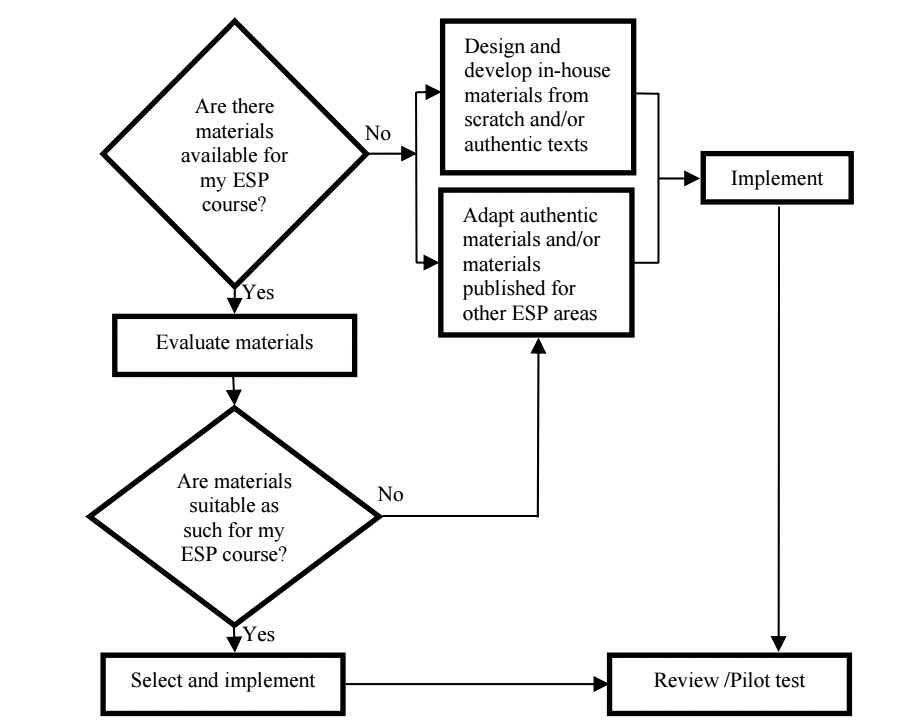 Are there
materials
available for
my ESP
course?
No
Design and
develop in-house
materials from
scratch and/or
authentic texts
Implement
Adapt authentic
materials and/or
materials
published for
other ESP areas
Yes
Evaluate materials
Are materials
suitable as
such for my
ESP course?
No
Yes
Select and implement
Review /Pilot test